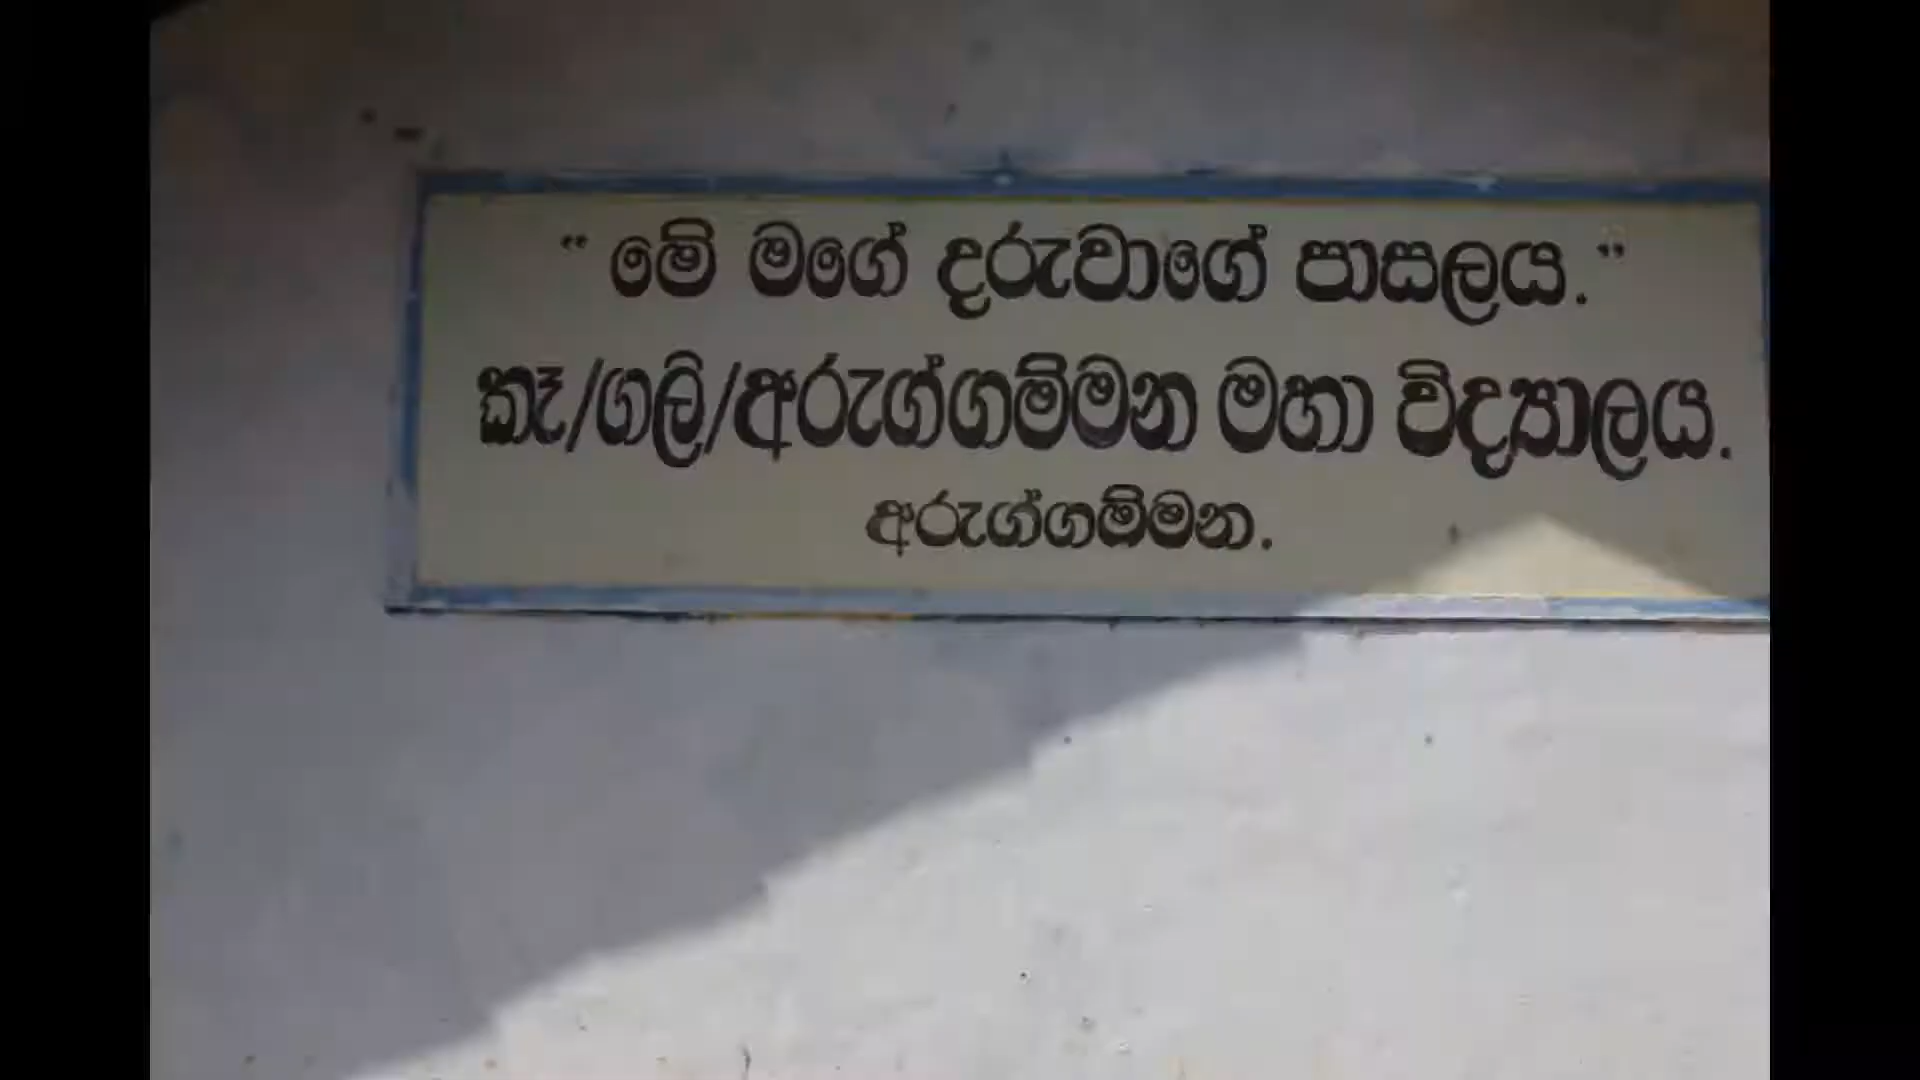 “ මේ මගේ දරුවාගේ පාසලය.”
කෑ/ගලි/අරුග්ගම්මන මහා විද්‍යාලය.
අරුග්ගම්මන.